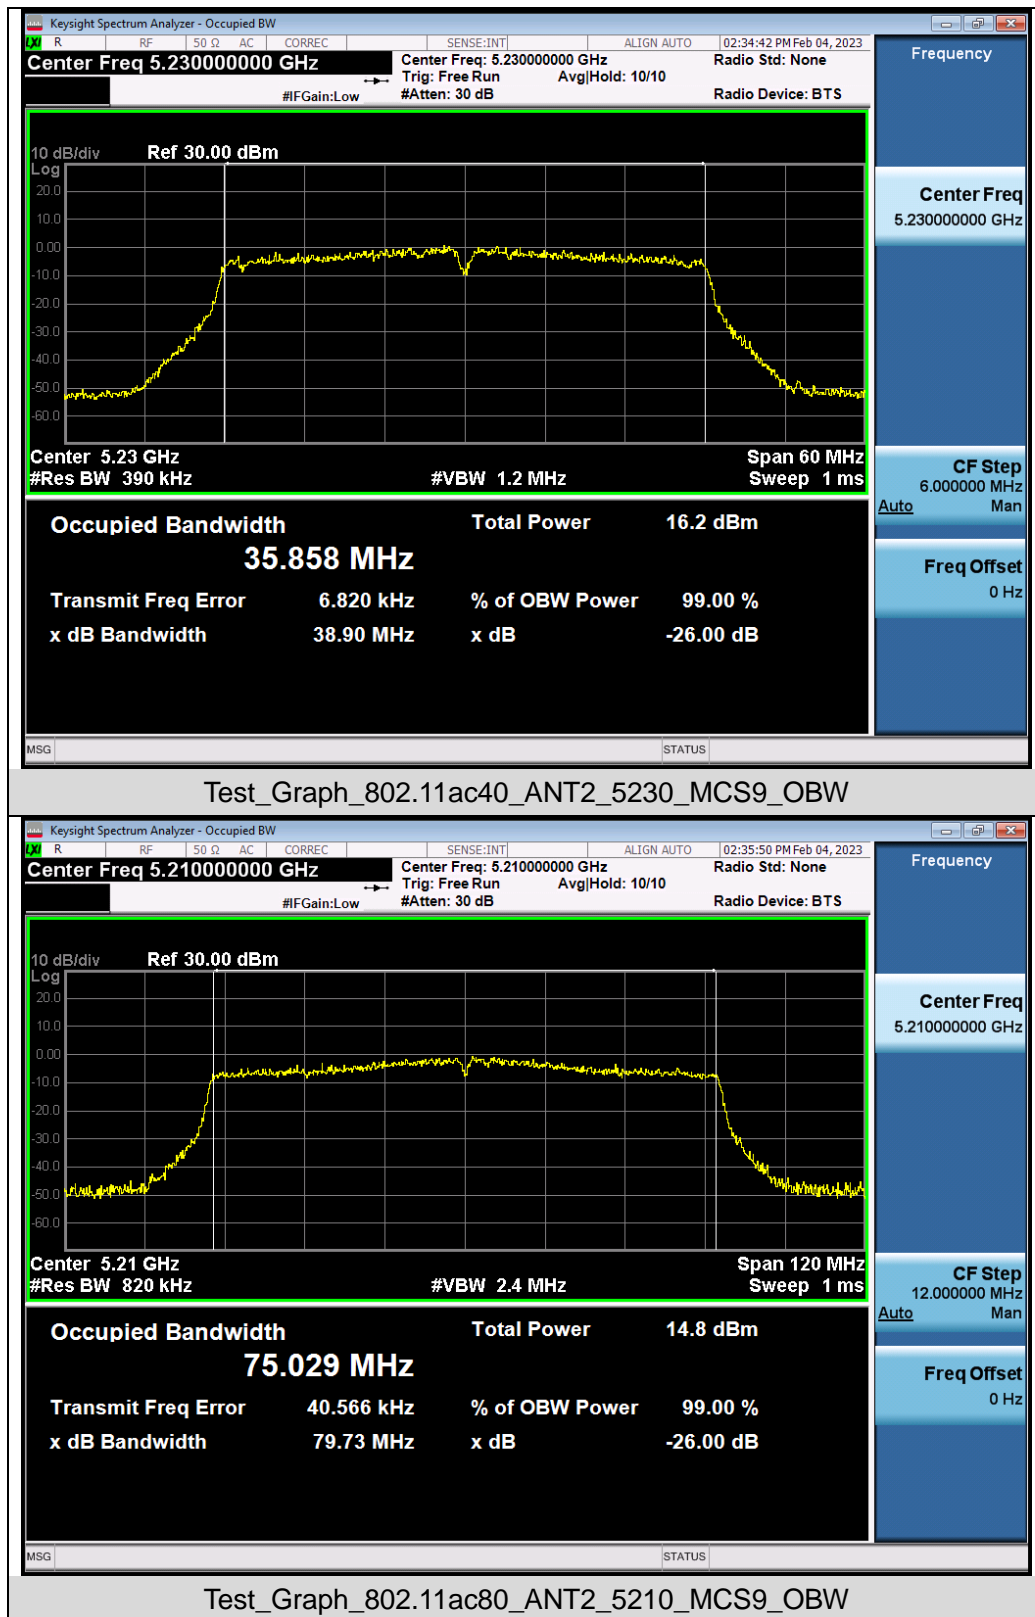 Keysight Spectrum Analyzer - Occupied BW
LXI R RF 50 Ω AC CORREC SENSE:INT ALIGN AUTO 02:34:42 PM Feb 04, 2023
Center Freq 5.230000000 GHz
Center Freq: 5.230000000 GHz
Radio Std: None
Trig: Free Run Avg|Hold: 10/10
#IFGain:Low
#Atten: 30 dB
Radio Device: BTS
Frequency
10 dB/div Ref 30.00 dBm
Log
20.0
10.0
0.00
-10.0
-20.0
-30.0
-40.0
-50.0
-60.0
Center Freq
5.230000000 GHz
Center 5.23 GHz Span 60 MHz
#Res BW 390 kHz #VBW 1.2 MHz Sweep 1 ms
CF Step
6.000000 MHz
Auto Man
Occupied Bandwidth Total Power 16.2 dBm
35.858 MHz
Transmit Freq Error 6.820 kHz % of OBW Power 99.00 %
x dB Bandwidth 38.90 MHz x dB -26.00 dB
Freq Offset
0 Hz
MSG STATUS
Test_Graph_802.11ac40_ANT2_5230_MCS9_OBW
Keysight Spectrum Analyzer - Occupied BW
LXI R RF 50 Ω AC CORREC SENSE:INT ALIGN AUTO 02:35:50 PM Feb 04, 2023
Center Freq 5.210000000 GHz
Center Freq: 5.210000000 GHz
Radio Std: None
Trig: Free Run Avg|Hold: 10/10
#IFGain:Low
#Atten: 30 dB
Radio Device: BTS
Frequency
10 dB/div Ref 30.00 dBm
Log
20.0
10.0
0.00
-10.0
-20.0
-30.0
-40.0
-50.0
-60.0
Center Freq
5.210000000 GHz
Center 5.21 GHz Span 120 MHz
#Res BW 820 kHz #VBW 2.4 MHz Sweep 1 ms
CF Step
12.000000 MHz
Auto Man
Occupied Bandwidth Total Power 14.8 dBm
75.029 MHz
Transmit Freq Error 40.566 kHz % of OBW Power 99.00 %
x dB Bandwidth 79.73 MHz x dB -26.00 dB
Freq Offset
0 Hz
MSG STATUS
Test_Graph_802.11ac80_ANT2_5210_MCS9_OBW